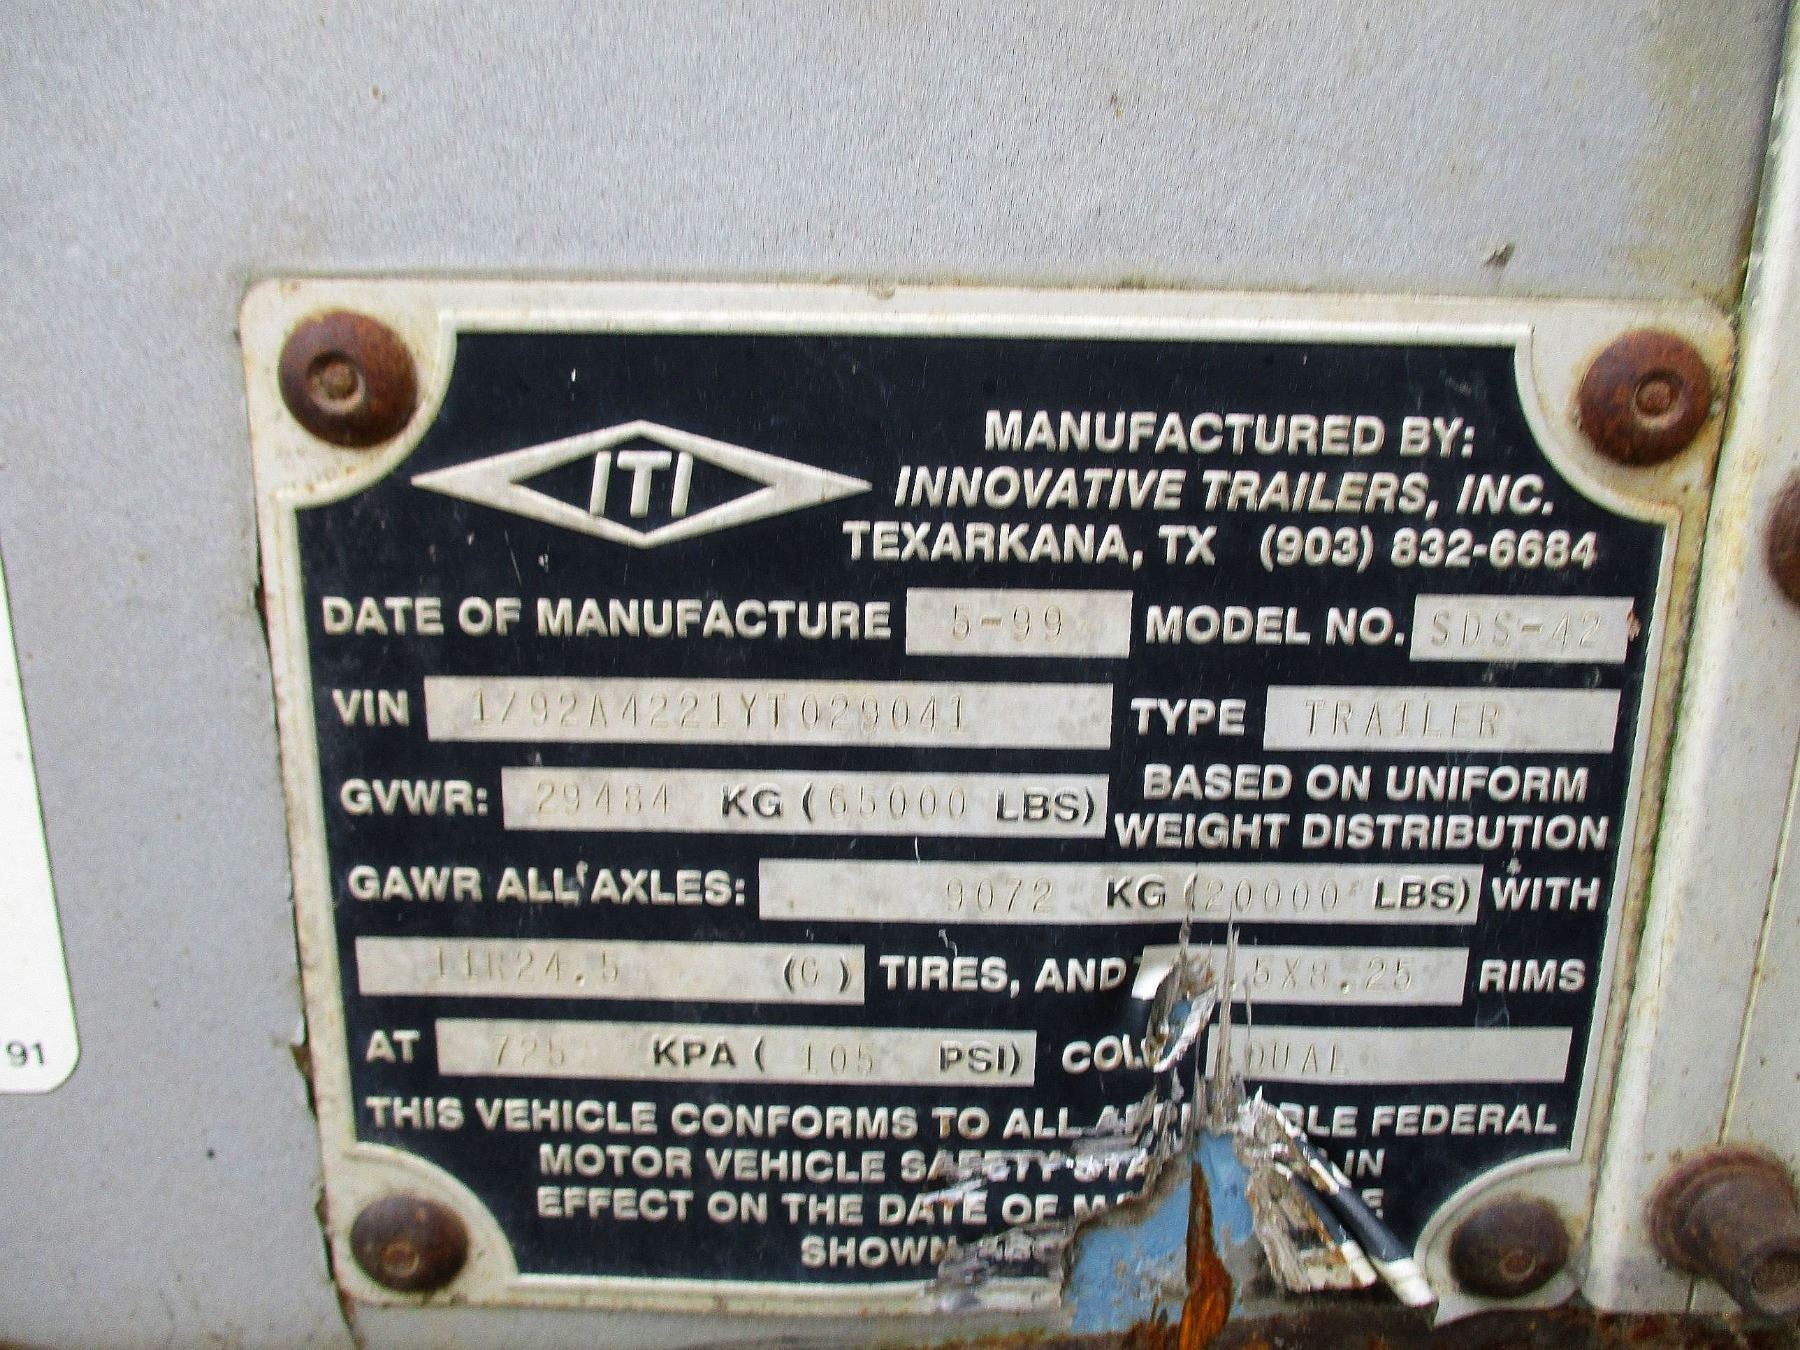 ITI
MANUFACTURED BY:
INNOVATIVE TRAILERS, INC.
TEXARKANA, TX (903) 832-6684
DATE OF MANUFACTURE 5-99 MODEL NO. SDS-42
VIN 1Z92A4221YT029041 TYPE TRAILER
GVWR: 29484 KG (65000 LBS) BASED ON UNIFORM
WEIGHT DISTRIBUTION
GAWR ALL AXLES: 9072 KG (20000 LBS) WITH
11R24.5 (G) TIRES, AND .5X8.25 RIMS
AT 725 KPA (105 PSI) DUAL
THIS VEHICLE CONFORMS TO ALL FEDERAL
MOTOR VEHICLE SAFETY IN
EFFECT ON THE DATE OF
SHOWN
91